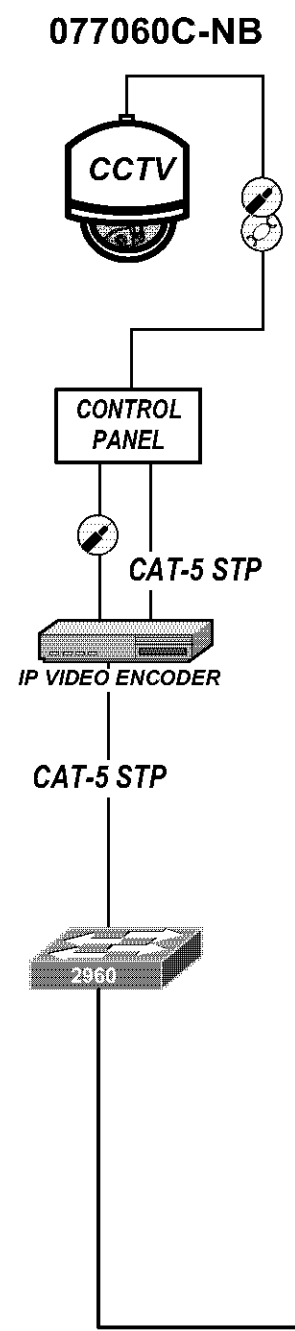 077060C-NB
CCTV
CONTROL
PANEL
CAT-5 STP
IP VIDEO ENCODER
CAT-5 STP
2960